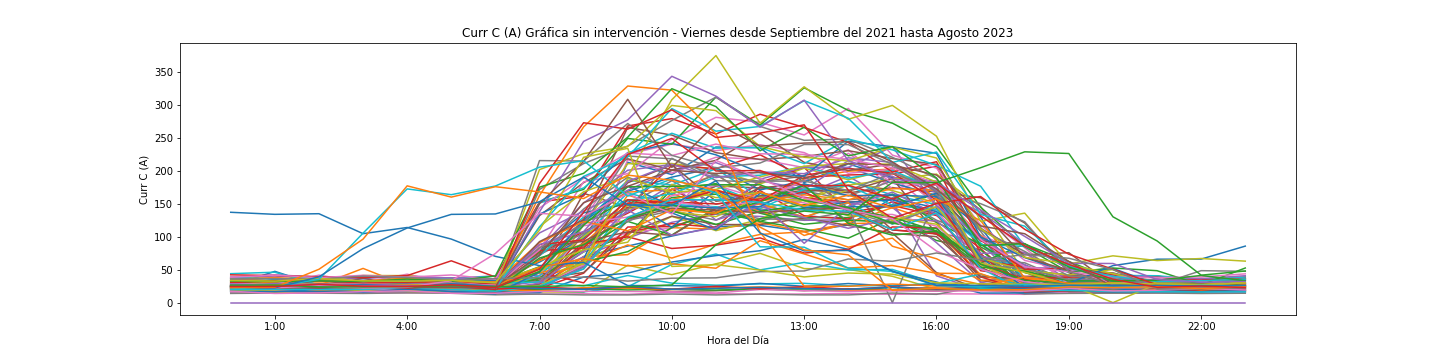 Curr C (A) Gráfica sin intervención - Viernes desde Septiembre del 2021 hasta Agosto 2023
Curr C (A)
350
300
250
200
150
100
50
0
1:00 4:00 7:00 10:00 13:00 16:00 19:00 22:00
Hora del Día